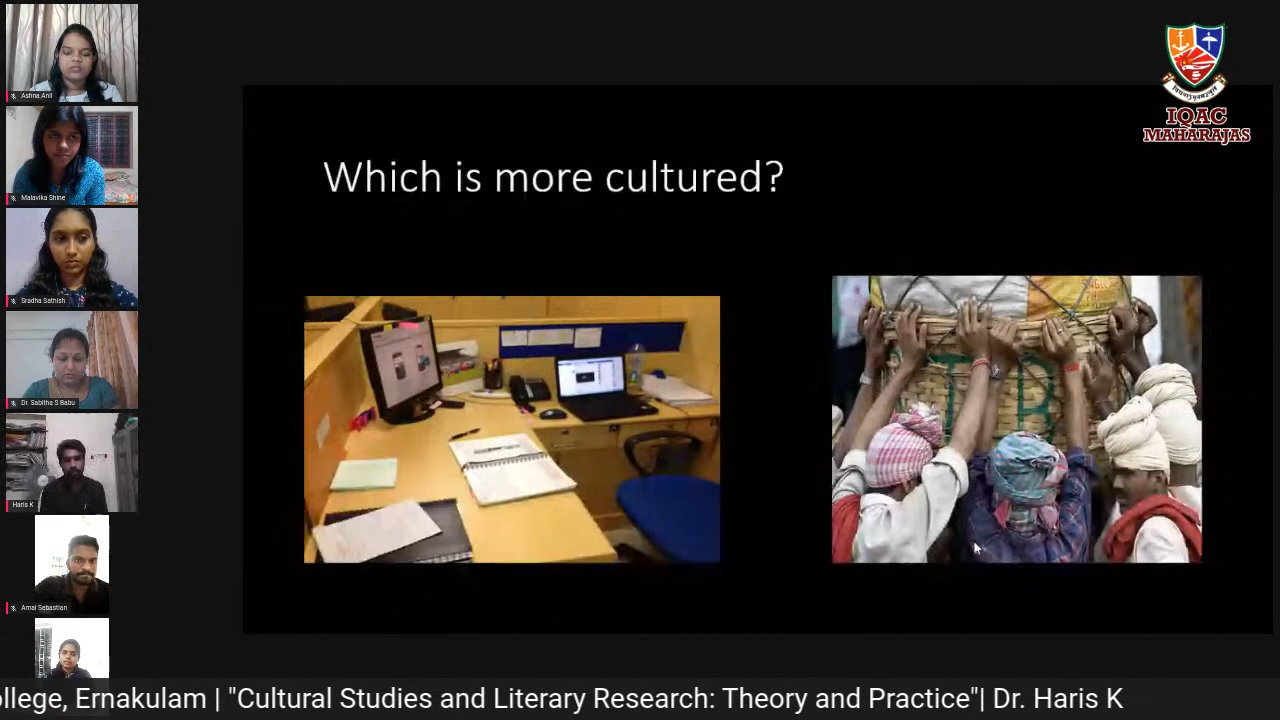 Ashna Anil
Malavika Shine
Sradha Sathish
Dr. Sabitha S Babu
Haris K
Amal Sebastian
IQAC
MAHARAJAS
Which is more cultured?
ollege, Ernakulam | "Cultural Studies and Literary Research: Theory and Practice"| Dr. Haris K